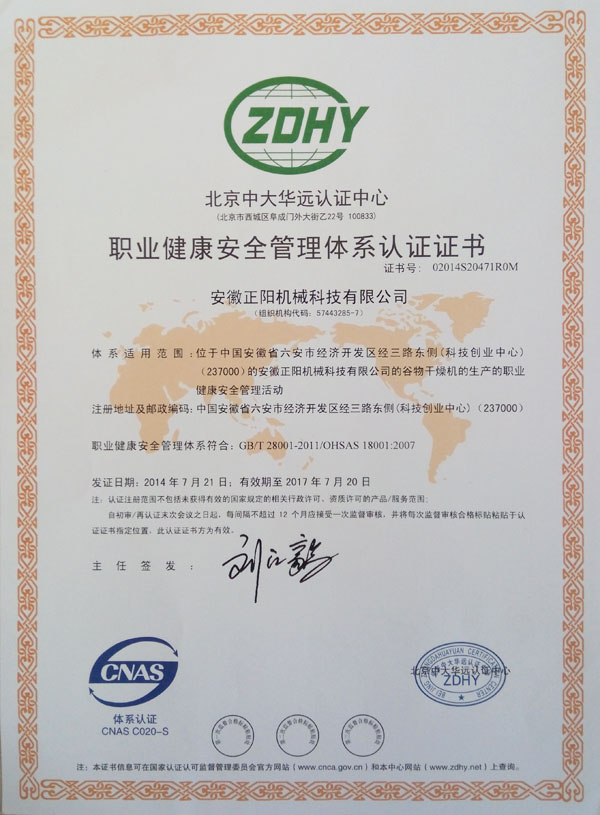 ZDHY
北京中大华远认证中心
(北京市西城区阜成门外大街乙22号 100833)
职业健康安全管理体系认证证书
证书号: 02014S20471R0M
安徽正阳机械科技有限公司
(组织机构代码: 57443285-7)
体系适用范围:位于中国安徽省六安市经济开发区经三路东侧(科技创业中心)
(237000)的安徽正阳机械科技有限公司的谷物干燥机的生产的职业
健康安全管理活动
注册地址及邮政编码:中国安徽省六安市经济开发区经三路东侧(科技创业中心)(237000)
职业健康安全管理体系符合: GB/T 28001-2011/OHSAS 18001:2007
发证日期: 2014年7月21日; 有效期至2017年7月20日
注: 认证注册范围不包括未获得有效的国家规定的相关行政许可、资质许可的产品/服务范围;
自初审/再认证末次会议之日起, 每间隔不超过12个月应接受一次监督审核, 并将每次监督审核合格标贴粘贴于认
证证书指定位置, 此认证证书方为有效。
主任签发:
刘江毅
CNAS
体系认证
CNAS C020-S
北京中大华远认证中心
ZDHY
注: 本证书信息可在国家认证认可监督管理委员会官方网站(www.cnca.gov.cn)和本中心网站(www.zdhy.net)上查询。